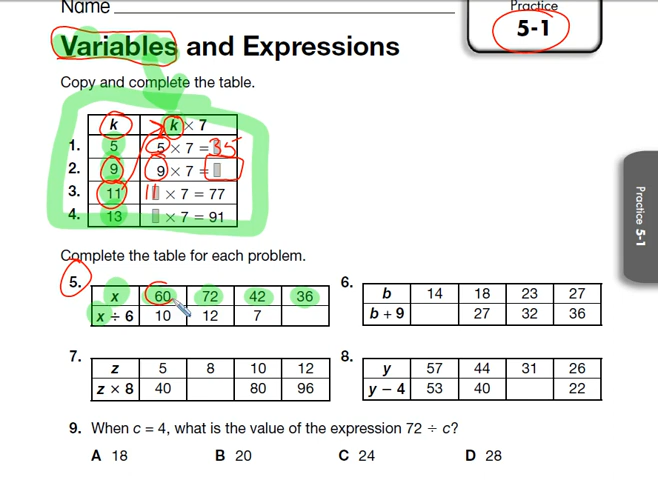 Name
Practice
5-1
Variables and Expressions
Copy and complete the table.
k k × 7
1. 5 5 × 7 = 35
2. 9 9 × 7 =
3. 11 11 × 7 = 77
4. 13 × 7 = 91
Complete the table for each problem.
5. x 60 72 42 36
x ÷ 6 10 12 7
6. b 14 18 23 27
b + 9 27 32 36
7. z 5 8 10 12
z × 8 40 80 96
8. y 57 44 31 26
y − 4 53 40 22
9. When c = 4, what is the value of the expression 72 ÷ c?
A 18 B 20 C 24 D 28
Practice 5-1